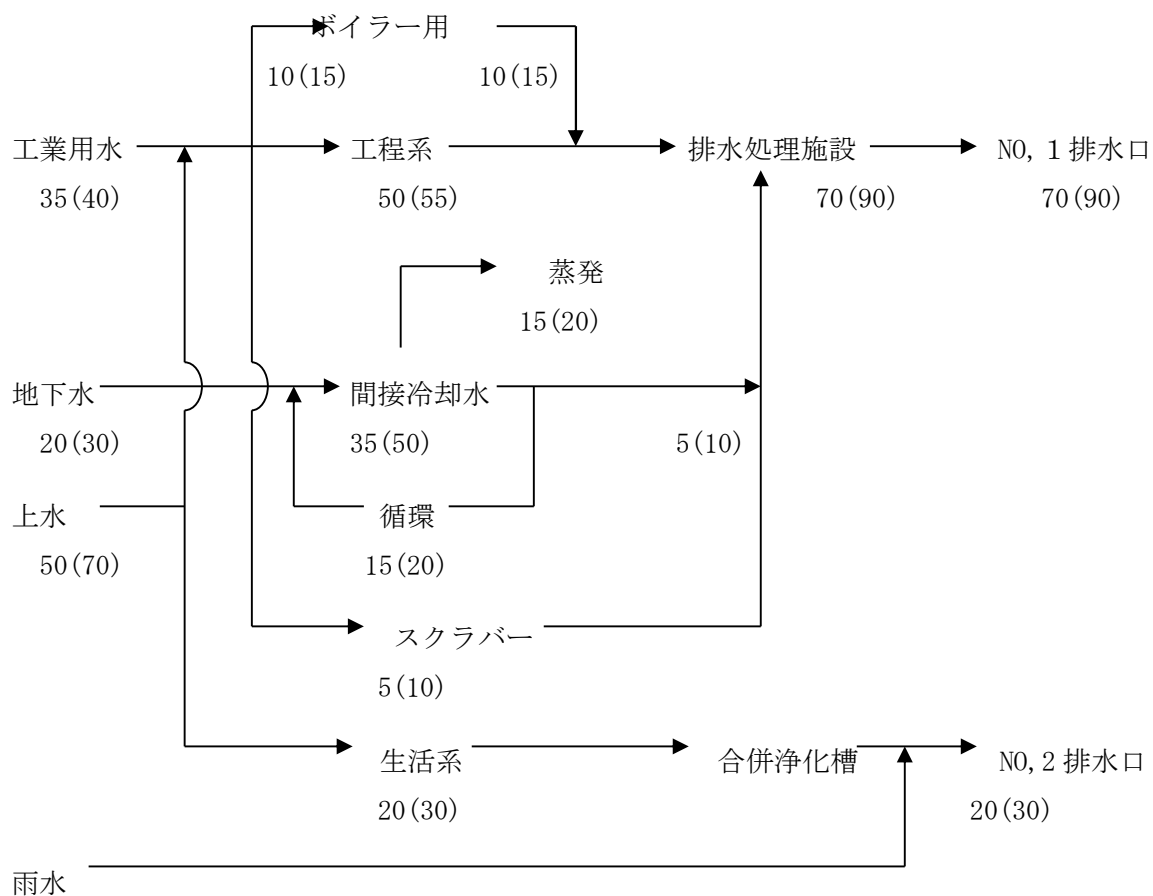 ボイラー用
10(15) 10(15)
工業用水 工程系 排水処理施設 NO,１排水口
35(40) 50(55) 70(90) 70(90)
蒸発
15(20)
地下水 間接冷却水
20(30) 35(50) 5(10)
上水 循環
50(70) 15(20)
スクラバー
5(10)
生活系 合併浄化槽 NO,2排水口
20(30) 20(30)
雨水